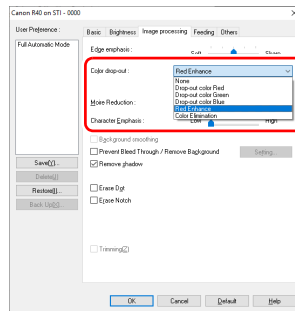 Canon R40 on STI - 0000
User Preference :
Full Automatic Mode
Save(Y)...
Delete(J)
Restore(I)...
Back Up(H)...
Basic Brightness Image processing Feeding Others
Edge emphasis:
Soft Sharp
Color drop-out : Red Enhance
None
Drop-out color Red
Drop-out color Green
Drop-out color Blue
Red Enhance
Color Elimination
Moire Reduction :
Character Emphasis : Low High
Background smoothing
Prevent Bleed Through / Remove Background Setting...
Remove shadow
Erase Dot
Erase Notch
Trimming(Z)
OK Cancel Default Help